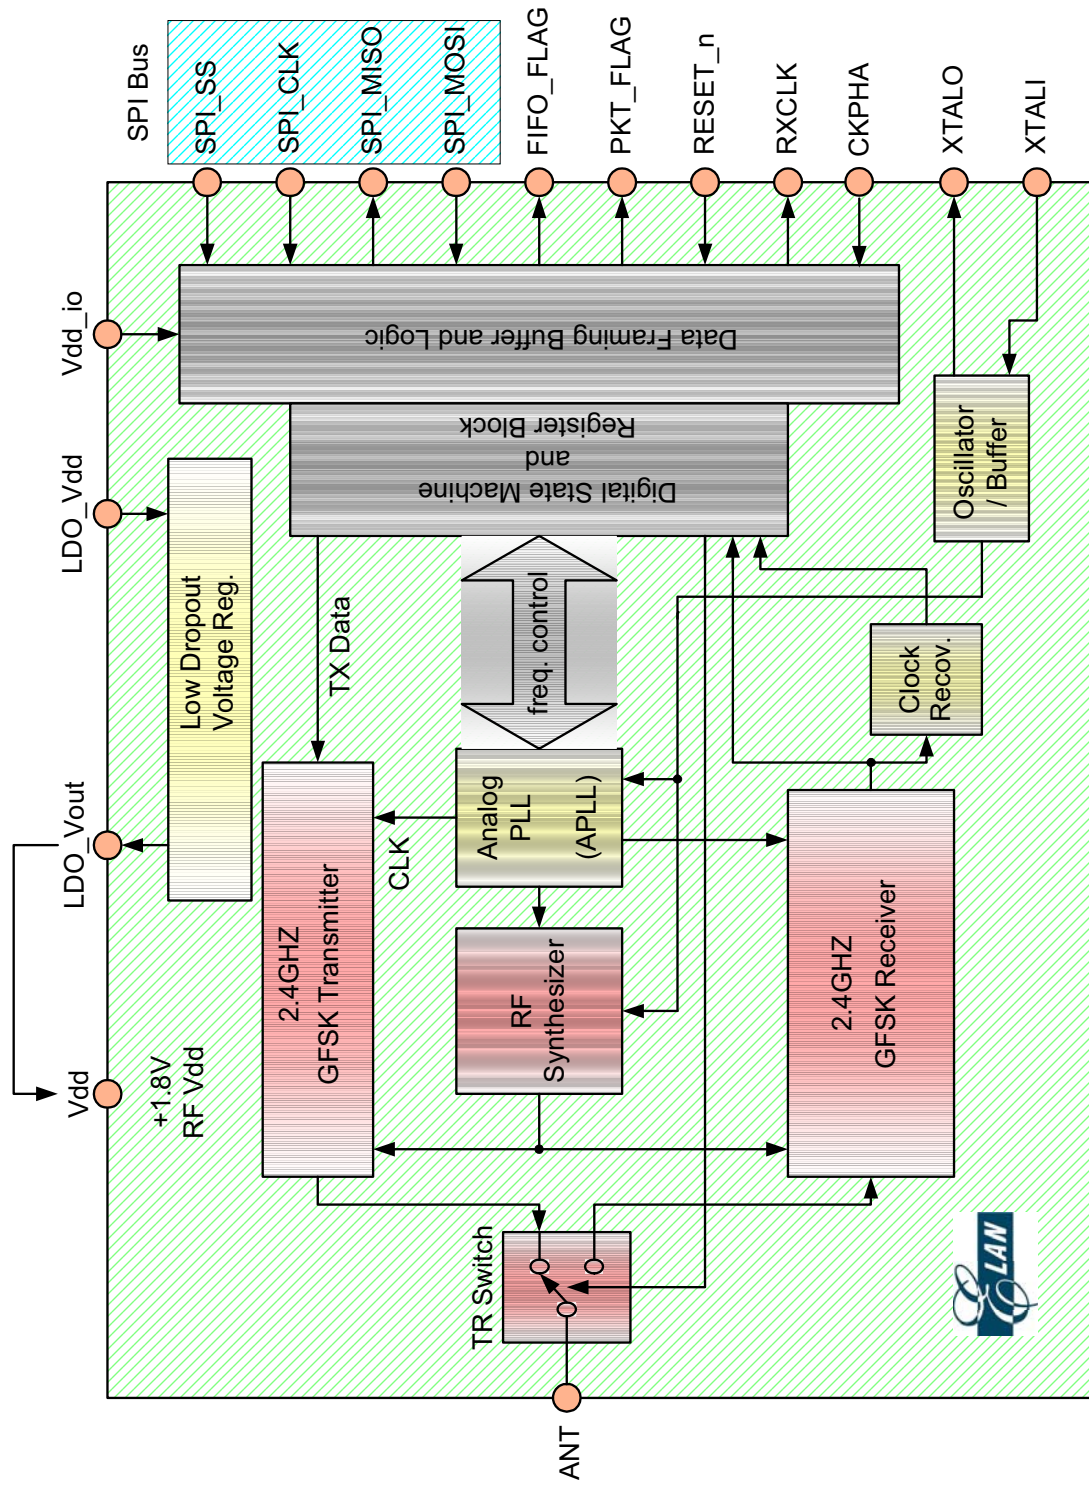 Vdd
LDO_Vout
LDO_Vdd
Vdd_io
SPI Bus
SPI_SS
SPI_CLK
SPI_MISO
SPI_MOSI
FIFO_FLAG
PKT_FLAG
RESET_n
RXCLK
CKPHA
XTALO
XTALI
+1.8V
RF Vdd
Low Dropout
Voltage Reg.
2.4GHZ
GFSK Transmitter
TX Data
CLK
Digital State Machine
and
Register Block
Data Framing Buffer and Logic
TR Switch
ANT
RF
Synthesizer
Analog
PLL
(APLL)
freq. control
2.4GHZ
GFSK Receiver
Clock
Recov.
Oscillator
/ Buffer
ELAN